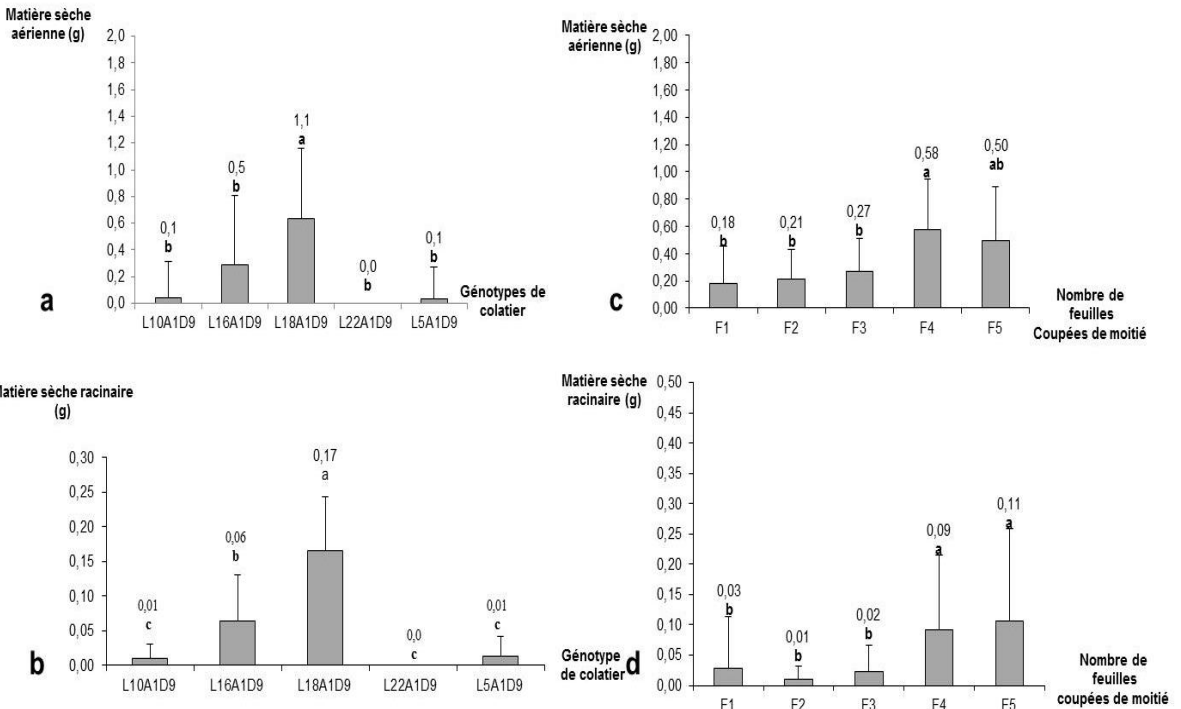 Matière sèche
aérienne (g)
2,0
1,8
1,6
1,4
1,2
1,0
0,8
0,6
0,4
0,2
0,0
0,1
b
0,5
b
1,1
a
0,0
b
0,1
b
a
L10A1D9 L16A1D9 L18A1D9 L22A1D9 L5A1D9
Génotypes de
colatier
Matière sèche
aérienne (g)
2,00
1,80
1,60
1,40
1,20
1,00
0,80
0,60
0,40
0,20
0,00
0,18
b
0,21
b
0,27
b
0,58
a
0,50
ab
c
F1 F2 F3 F4 F5
Nombre de
feuilles
Coupées de moitié
Matière sèche racinaire
(g)
0,30
0,25
0,20
0,15
0,10
0,05
0,00
0,01
c
0,06
b
0,17
a
0,0
c
0,01
c
b
L10A1D9 L16A1D9 L18A1D9 L22A1D9 L5A1D9
Génotype
de colatier
Matière sèche
racinaire (g)
0,50
0,45
0,40
0,35
0,30
0,25
0,20
0,15
0,10
0,05
0,00
0,03
b
0,01
b
0,02
b
0,09
a
0,11
a
d
F1 F2 F3 F4 F5
Nombre de
feuilles
coupées de moitié